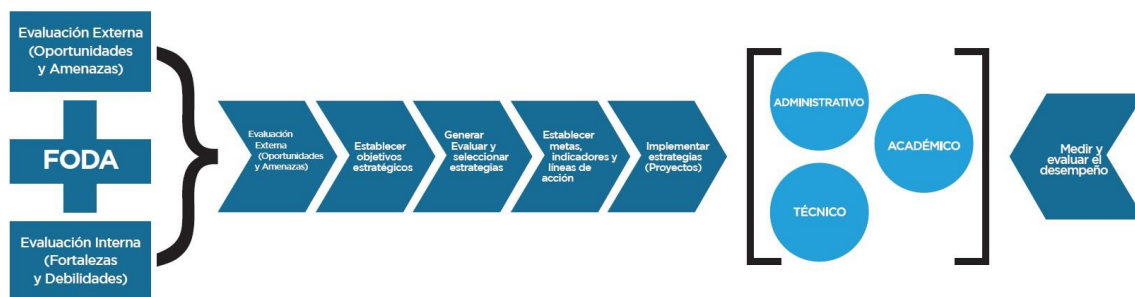 Evaluación Externa
(Oportunidades
y Amenazas)
FODA
Evaluación Interna
(Fortalezas
y Debilidades)
Evaluación
Externa
(Oportunidades
y Amenazas)
Establecer
objetivos
estratégicos
Generar
Evaluar y
seleccionar
estrategias
Establecer
metas,
indicadores y
líneas de
acción
Implementar
estrategias
(Proyectos)
ADMINISTRATIVO
ACADÉMICO
TÉCNICO
Medir y
evaluar el
desempeño